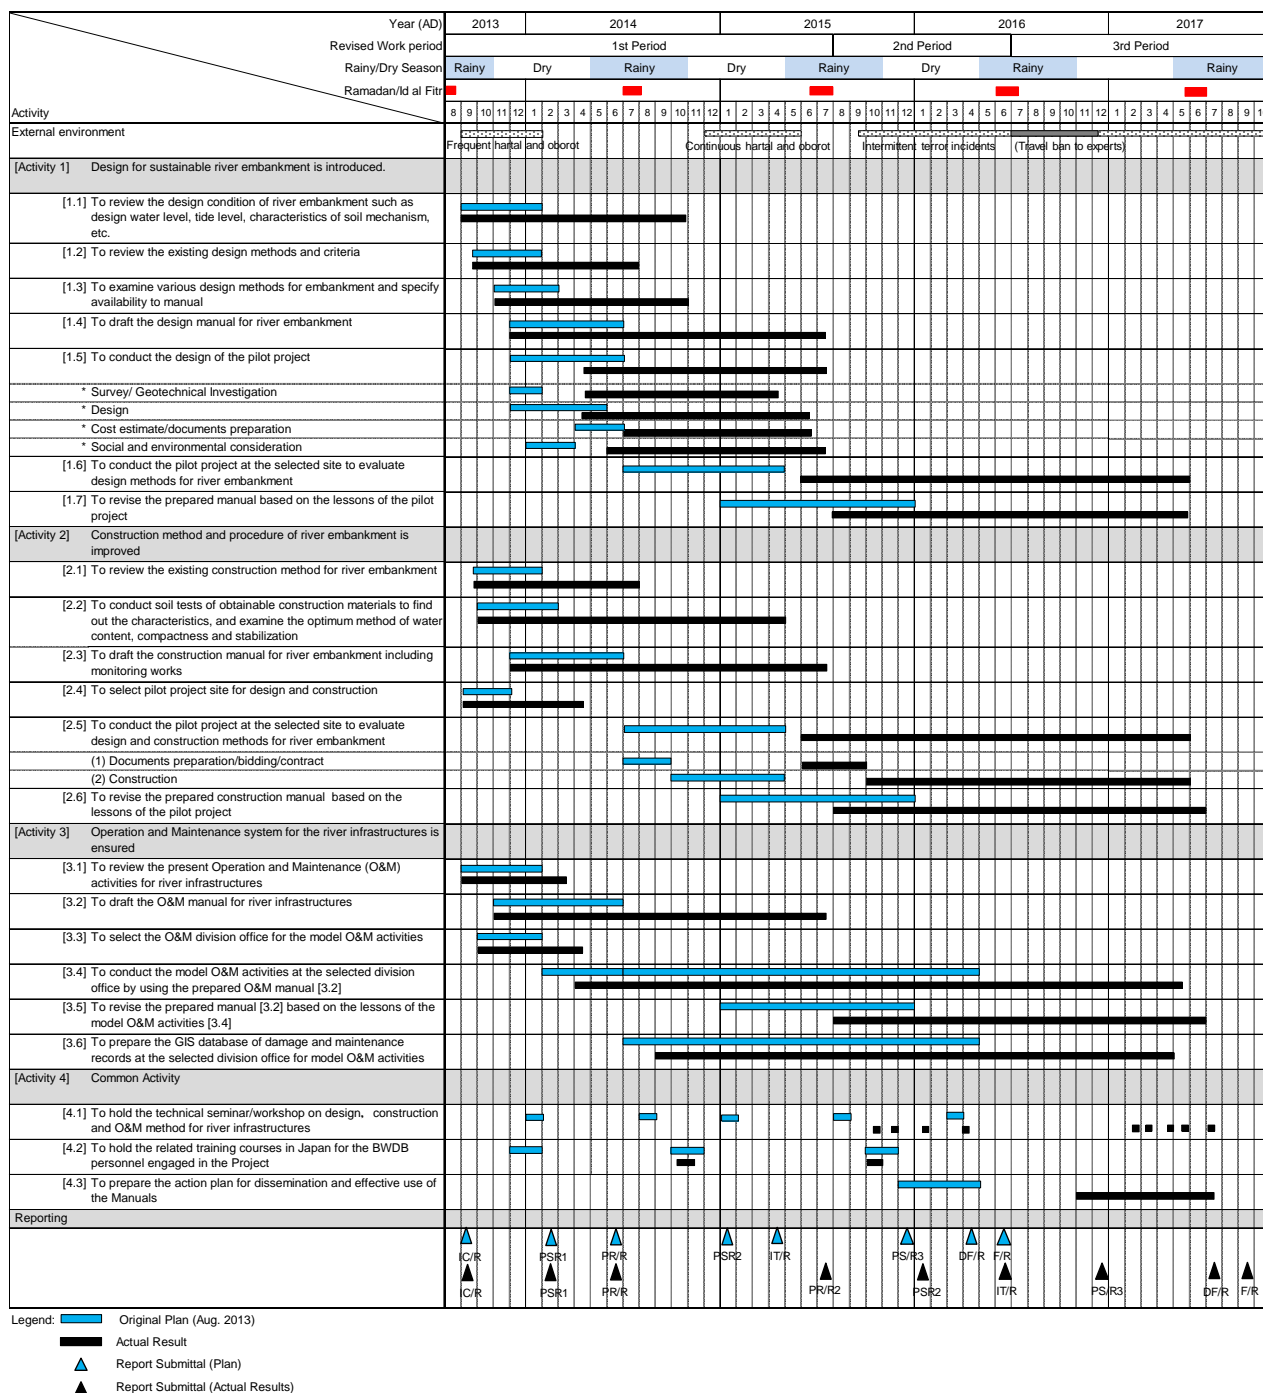 Year (AD) 2013 2014 2015 2016 2017
Revised Work period 1st Period 2nd Period 3rd Period
Rainy/Dry Season Rainy Dry Rainy Dry Rainy Dry Rainy Rainy
Ramadan/Id al Fitr
Activity 8 9 10 11 12 1 2 3 4 5 6 7 8 9 10 11 12 1 2 3 4 5 6 7 8 9 10 11 12 1 2 3 4 5 6 7 8 9 10 11 12 1 2 3 4 5 6 7 8 9
External environment
Frequent hartal and oborot Continuous hartal and oborot Intermittent terror incidents (Travel ban to experts)
[Activity 1] Design for sustainable river embankment is introduced.
[1.1] To review the design condition of river embankment such as
design water level, tide level, characteristics of soil mechanism,
etc.
[1.2] To review the existing design methods and criteria
[1.3] To examine various design methods for embankment and specify
availability to manual
[1.4] To draft the design manual for river embankment
[1.5] To conduct the design of the pilot project
* Survey/ Geotechnical Investigation
* Design
* Cost estimate/documents preparation
* Social and environmental consideration
[1.6] To conduct the pilot project at the selected site to evaluate
design methods for river embankment
[1.7] To revise the prepared manual based on the lessons of the pilot
project
[Activity 2] Construction method and procedure of river embankment is
improved
[2.1] To review the existing construction method for river embankment
[2.2] To conduct soil tests of obtainable construction materials to find
out the characteristics, and examine the optimum method of water
content, compactness and stabilization
[2.3] To draft the construction manual for river embankment including
monitoring works
[2.4] To select pilot project site for design and construction
[2.5] To conduct the pilot project at the selected site to evaluate
design and construction methods for river embankment
(1) Documents preparation/bidding/contract
(2) Construction
[2.6] To revise the prepared construction manual based on the
lessons of the pilot project
[Activity 3] Operation and Maintenance system for the river infrastructures is
ensured
[3.1] To review the present Operation and Maintenance (O&M)
activities for river infrastructures
[3.2] To draft the O&M manual for river infrastructures
[3.3] To select the O&M division office for the model O&M activities
[3.4] To conduct the model O&M activities at the selected division
office by using the prepared O&M manual [3.2]
[3.5] To revise the prepared manual [3.2] based on the lessons of the
model O&M activities [3.4]
[3.6] To prepare the GIS database of damage and maintenance
records at the selected division office for model O&M activities
[Activity 4] Common Activity
[4.1] To hold the technical seminar/workshop on design, construction
and O&M method for river infrastructures
[4.2] To hold the related training courses in Japan for the BWDB
personnel engaged in the Project
[4.3] To prepare the action plan for dissemination and effective use of
the Manuals
Reporting
IC/R PSR1 PR/R PSR2 IT/R PS/R3 DF/R F/R
IC/R PSR1 PR/R PR/R2 PSR2 IT/R PS/R3 DF/R F/R
Legend: Original Plan (Aug. 2013)
Actual Result
Report Submittal (Plan)
Report Submittal (Actual Results)